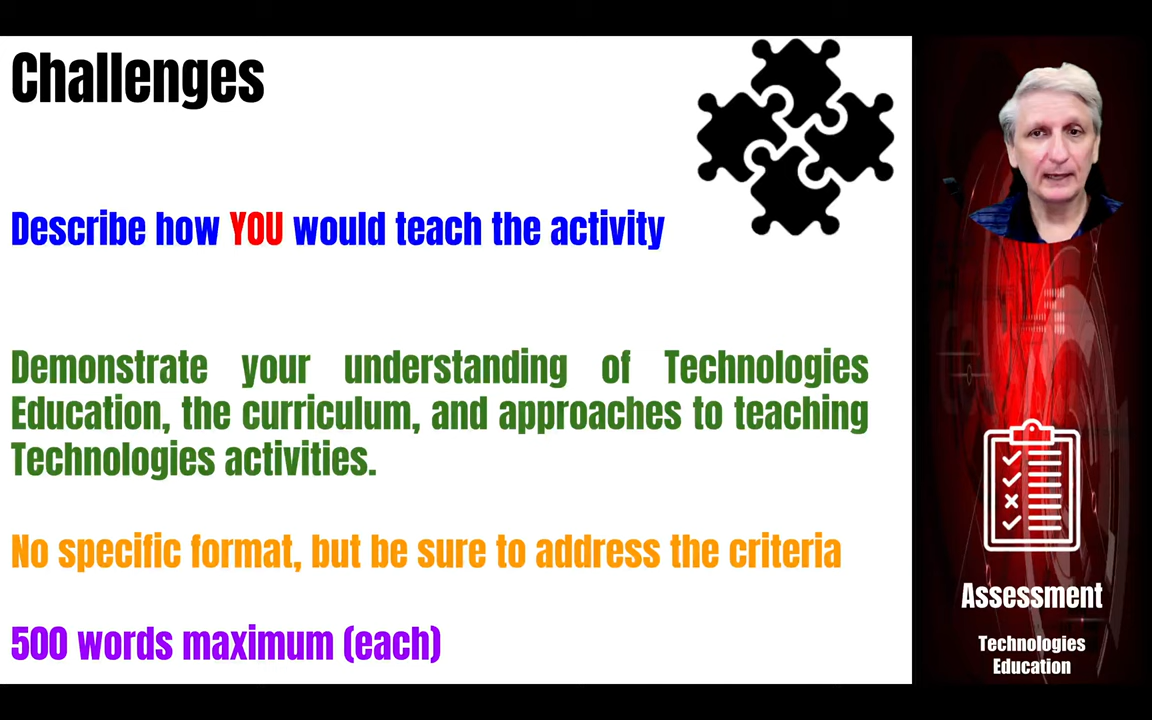 Challenges
Describe how YOU would teach the activity
Demonstrate your understanding of Technologies
Education, the curriculum, and approaches to teaching
Technologies activities.
No specific format, but be sure to address the criteria
500 words maximum (each)
Assessment
Technologies
Education